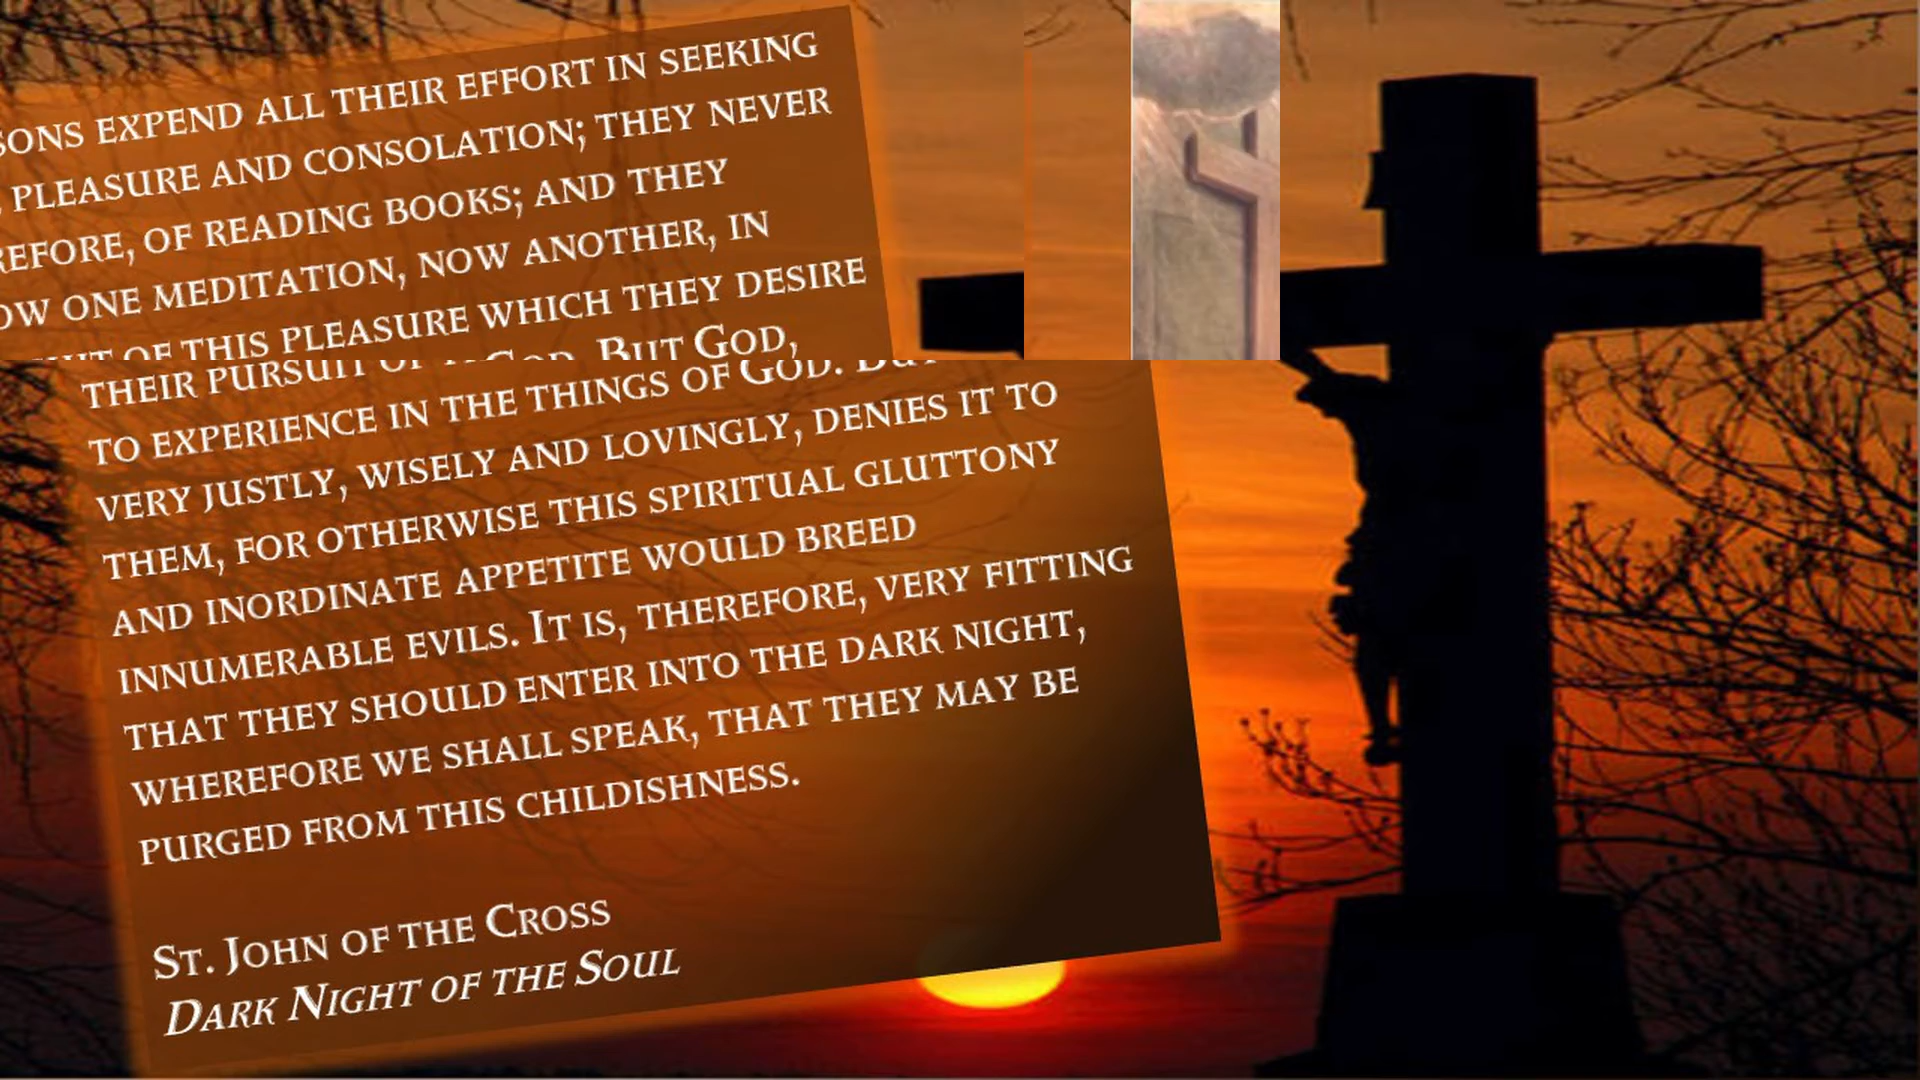 SONS EXPEND ALL THEIR EFFORT IN SEEKING
, PLEASURE AND CONSOLATION; THEY NEVER
REFORE, OF READING BOOKS; AND THEY
OW ONE MEDITATION, NOW ANOTHER, IN
OF THIS PLEASURE WHICH THEY DESIRE
GOD. BUT GOD,
THEIR PURSUIT OF
TO EXPERIENCE IN THE THINGS OF GOD.
VERY JUSTLY, WISELY AND LOVINGLY, DENIES IT TO
THEM, FOR OTHERWISE THIS SPIRITUAL GLUTTONY
AND INORDINATE APPETITE WOULD BREED
INNUMERABLE EVILS. IT IS, THEREFORE, VERY FITTING
THAT THEY SHOULD ENTER INTO THE DARK NIGHT,
WHEREFORE WE SHALL SPEAK, THAT THEY MAY BE
PURGED FROM THIS CHILDISHNESS.
ST. JOHN OF THE CROSS
DARK NIGHT OF THE SOUL